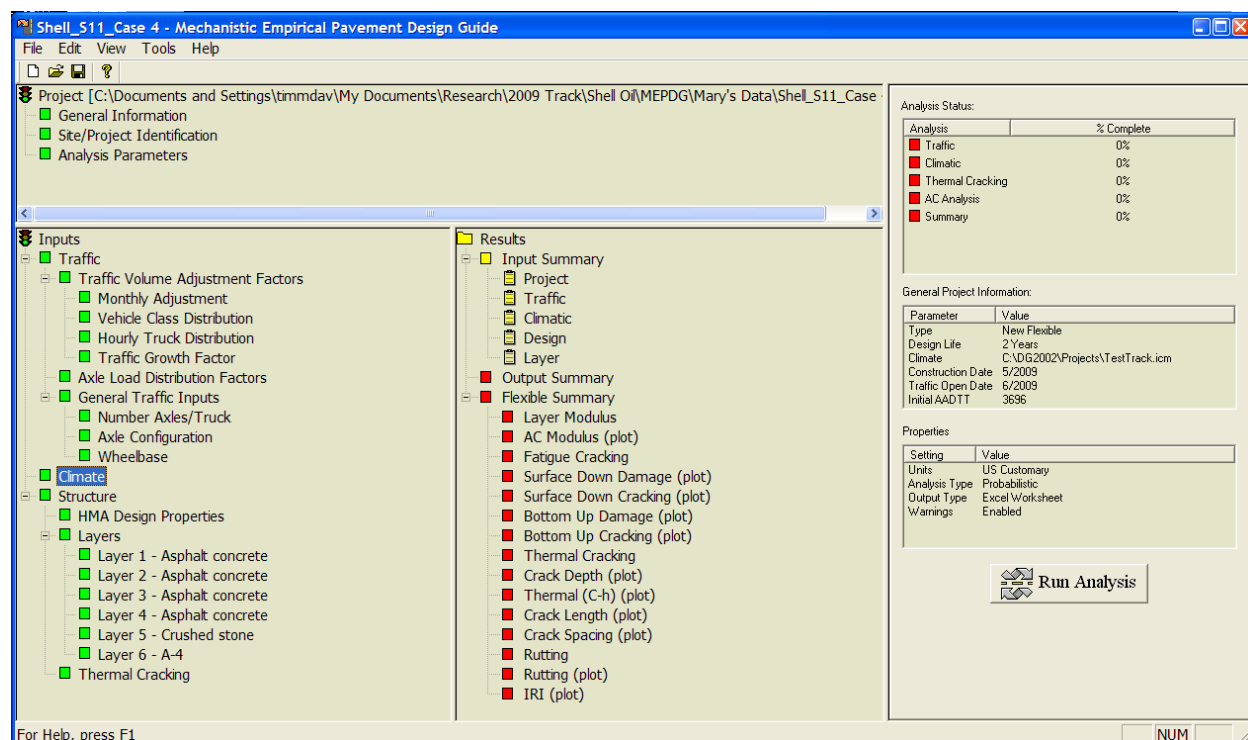 Shell_S11_Case 4 - Mechanistic Empirical Pavement Design Guide
File Edit View Tools Help
Project [C:\Documents and Settings\timmdav\My Documents\Research\2009 Track\Shell Oil\MEPDG\Mary's Data\Shell_S11_Case
General Information
Site/Project Identification
Analysis Parameters
Inputs
Traffic
Traffic Volume Adjustment Factors
Monthly Adjustment
Vehicle Class Distribution
Hourly Truck Distribution
Traffic Growth Factor
Axle Load Distribution Factors
General Traffic Inputs
Number Axles/Truck
Axle Configuration
Wheelbase
Climate
Structure
HMA Design Properties
Layers
Layer 1 - Asphalt concrete
Layer 2 - Asphalt concrete
Layer 3 - Asphalt concrete
Layer 4 - Asphalt concrete
Layer 5 - Crushed stone
Layer 6 - A-4
Thermal Cracking
Results
Input Summary
Project
Traffic
Climatic
Design
Layer
Output Summary
Flexible Summary
Layer Modulus
AC Modulus (plot)
Fatigue Cracking
Surface Down Damage (plot)
Surface Down Cracking (plot)
Bottom Up Damage (plot)
Bottom Up Cracking (plot)
Thermal Cracking
Crack Depth (plot)
Thermal (C-h) (plot)
Crack Length (plot)
Crack Spacing (plot)
Rutting
Rutting (plot)
IRI (plot)
Analysis Status:
Analysis % Complete
Traffic 0%
Climatic 0%
Thermal Cracking 0%
AC Analysis 0%
Summary 0%
General Project Information:
Parameter Value
Type New Flexible
Design Life 2 Years
Climate C:\DG2002\Projects\TestTrack.icm
Construction Date 5/2009
Traffic Open Date 6/2009
Initial AADTT 3696
Properties
Setting Value
Units US Customary
Analysis Type Probabilistic
Output Type Excel Worksheet
Warnings Enabled
Run Analysis
For Help, press F1
NUM